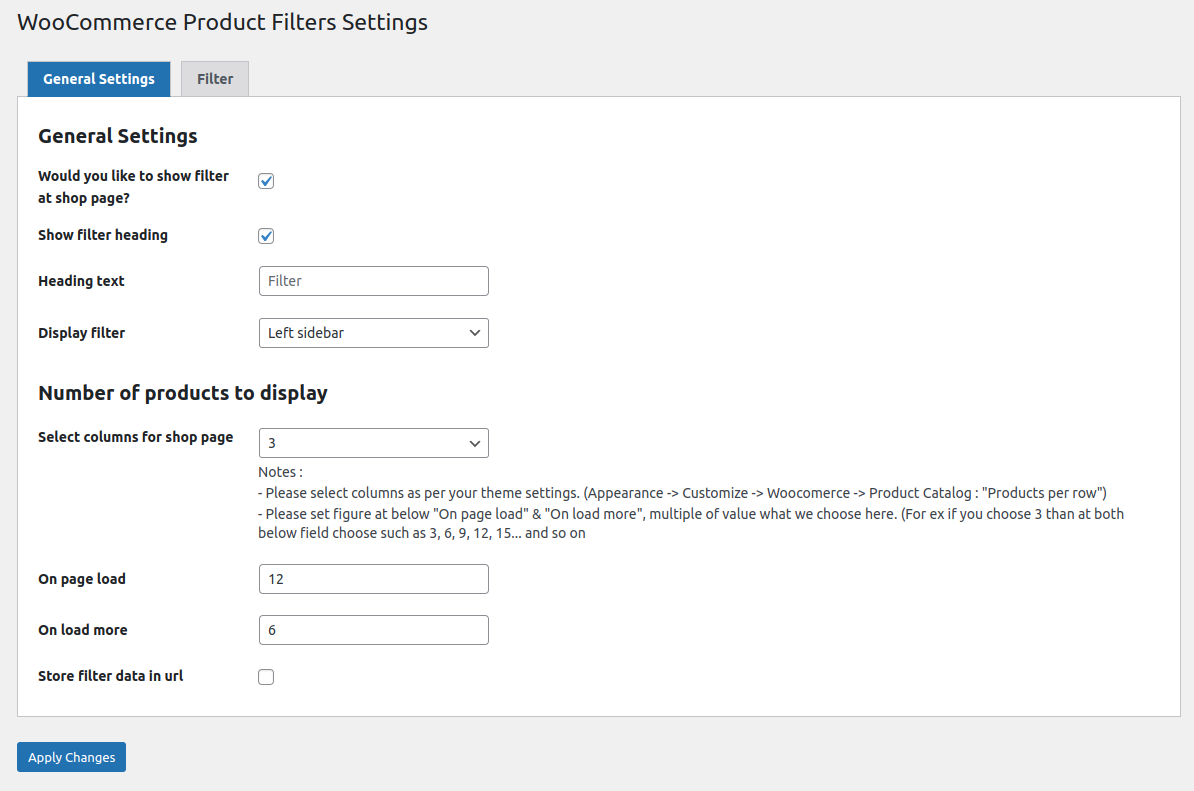 WooCommerce Product Filters Settings
General Settings
Filter
General Settings
Would you like to show filter
at shop page?
Show filter heading
Heading text
Filter
Display filter
Left sidebar
Number of products to display
Select columns for shop page
3
Notes :
- Please select columns as per your theme settings. (Appearance -> Customize -> Woocomerce -> Product Catalog : "Products per row")
- Please set figure at below "On page load" & "On load more", multiple of value what we choose here. (For ex if you choose 3 than at both
below field choose such as 3, 6, 9, 12, 15... and so on
On page load
12
On load more
6
Store filter data in url
Apply Changes